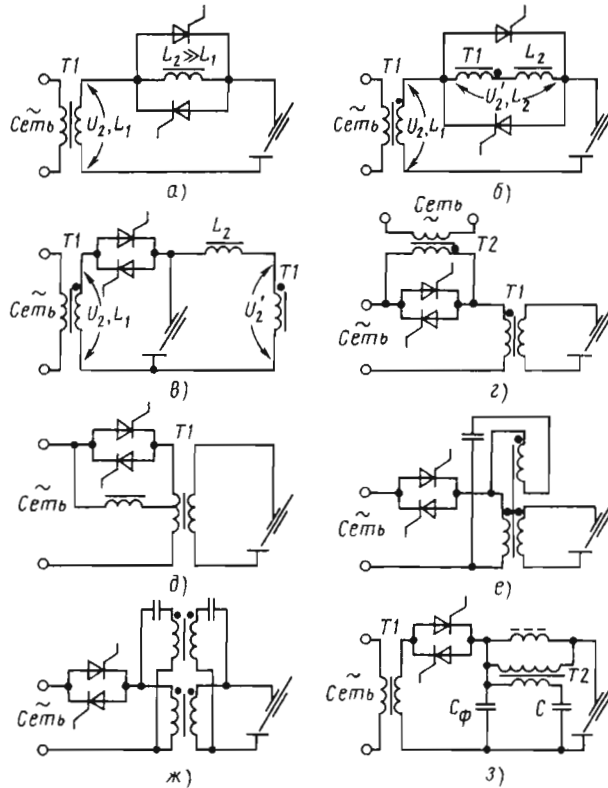 T1
L₂≫L₁
~
Сеть
U₂, L₁
а)
T1
T1
L₂
U₂', L₂
~
Сеть
U₂, L₁
б)
T1
L₂
T1
~
Сеть
U₂, L₁
U₂'
в)
Сеть
~
T2
T1
~
Сеть
г)
T1
~
Сеть
д)
~
Сеть
е)
~
Сеть
ж)
T1
T2
~
Сеть
Cф
C
з)